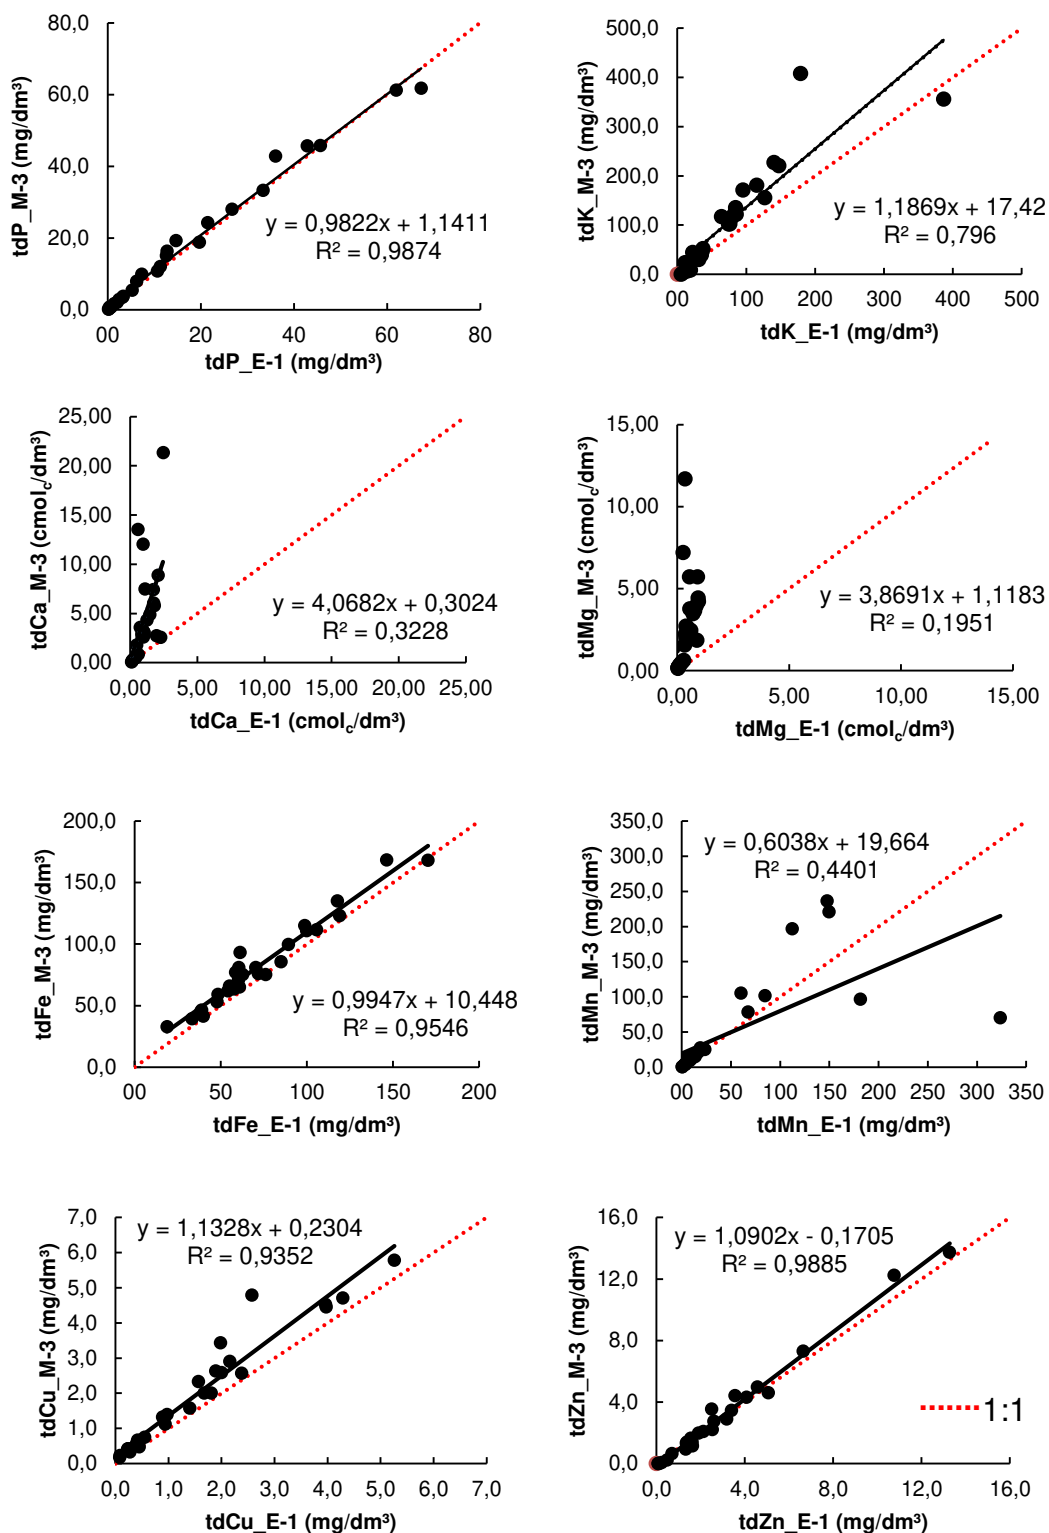 80,0
60,0
40,0
20,0
0,0
tdP_M-3 (mg/dm³)
y = 0,9822x + 1,1411
R² = 0,9874
00 20 40 60 80
tdP_E-1 (mg/dm³)
500,0
400,0
300,0
200,0
100,0
0,0
tdK_M-3 (mg/dm³)
y = 1,1869x + 17,42
R² = 0,796
00 100 200 300 400 500
tdK_E-1 (mg/dm³)
25,00
20,00
15,00
10,00
5,00
0,00
tdCa_M-3 (cmolc/dm³)
y = 4,0682x + 0,3024
R² = 0,3228
0,00 5,00 10,00 15,00 20,00 25,00
tdCa_E-1 (cmolc/dm³)
15,00
10,00
5,00
0,00
tdMg_M-3 (cmolc/dm³)
y = 3,8691x + 1,1183
R² = 0,1951
0,00 5,00 10,00 15,00
tdMg_E-1 (cmolc/dm³)
200,0
150,0
100,0
50,0
0,0
tdFe_M-3 (mg/dm³)
y = 0,9947x + 10,448
R² = 0,9546
00 50 100 150 200
tdFe_E-1 (mg/dm³)
350,0
300,0
250,0
200,0
150,0
100,0
50,0
0,0
tdMn_M-3 (mg/dm³)
y = 0,6038x + 19,664
R² = 0,4401
00 50 100 150 200 250 300 350
tdMn_E-1 (mg/dm³)
7,0
6,0
5,0
4,0
3,0
2,0
1,0
0,0
tdCu_M-3 (mg/dm³)
y = 1,1328x + 0,2304
R² = 0,9352
0,0 1,0 2,0 3,0 4,0 5,0 6,0 7,0
tdCu_E-1 (mg/dm³)
16,0
12,0
8,0
4,0
0,0
tdZn_M-3 (mg/dm³)
y = 1,0902x - 0,1705
R² = 0,9885
1:1
0,0 4,0 8,0 12,0 16,0
tdZn_E-1 (mg/dm³)